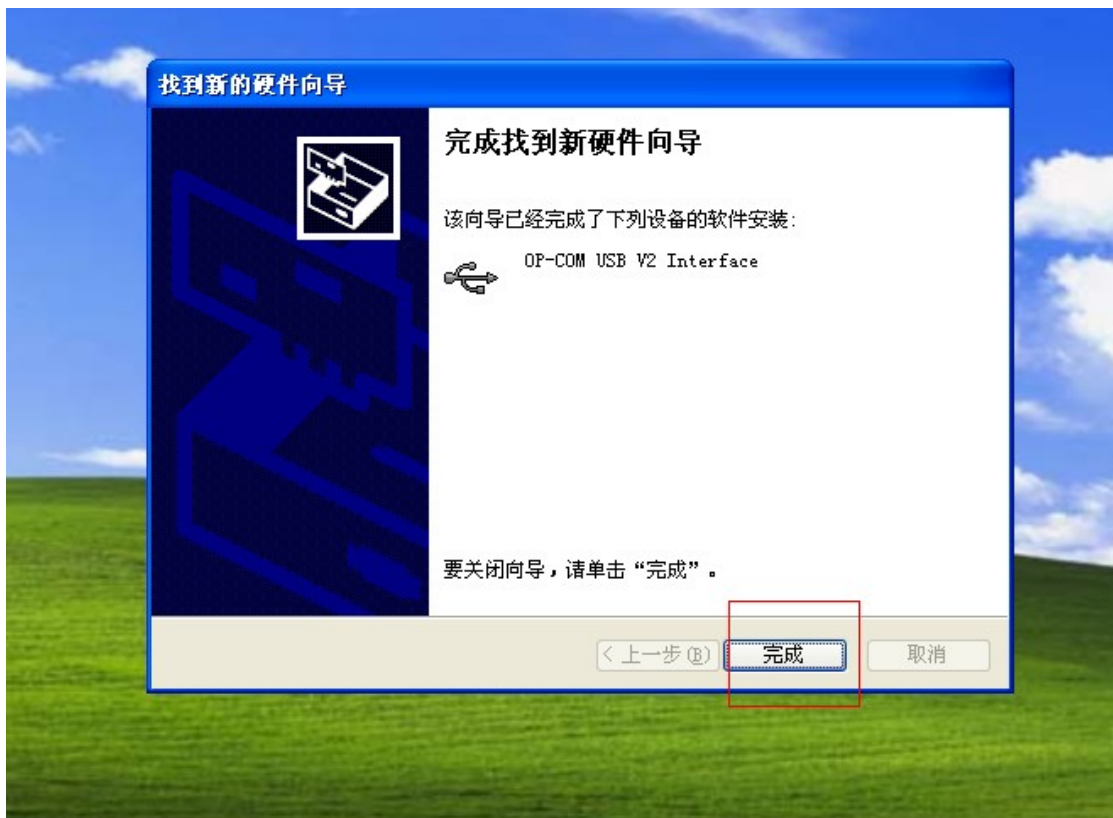 找到新的硬件向导
完成找到新硬件向导
该向导已经完成了下列设备的软件安装:
OP-COM USB V2 Interface
要关闭向导，请单击“完成”。
< 上一步(B) 完成 取消